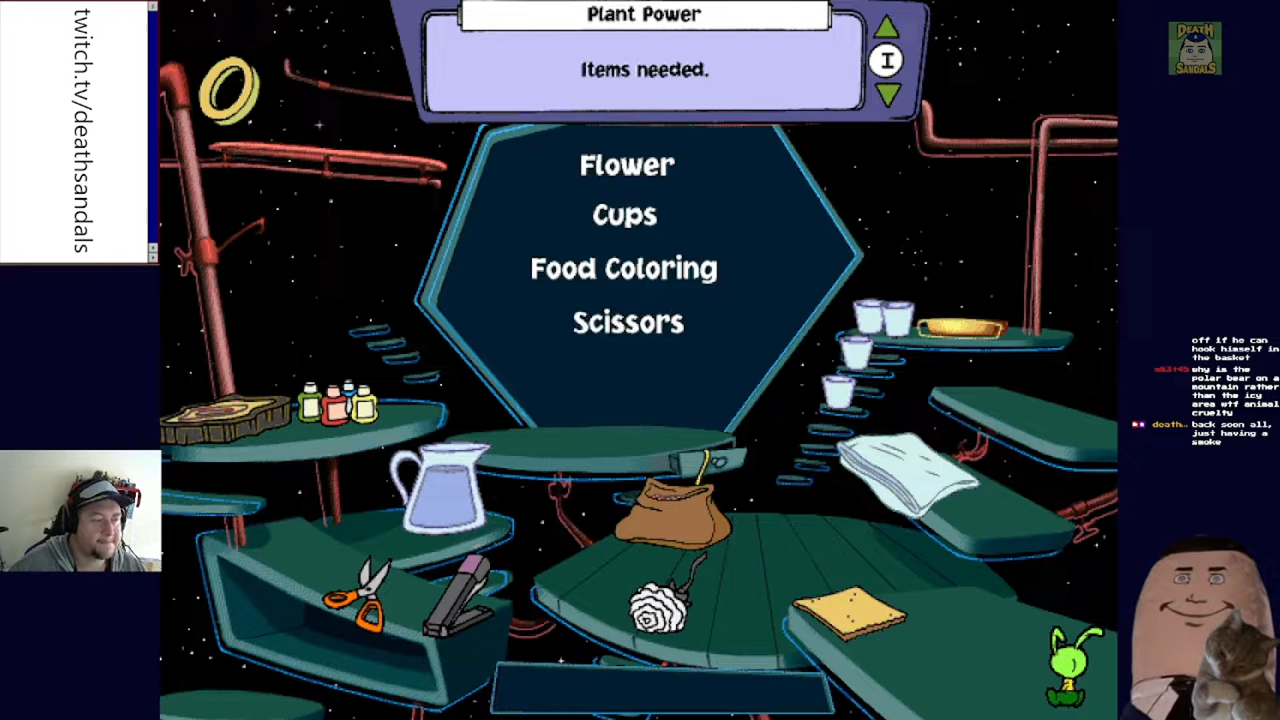 twitch.tv/deathsandals
Plant Power
Items needed.
I
Flower
Cups
Food Coloring
Scissors
DEATH
SANDALS
off if he can
hook himself in
the basket
why is the
polar bear on a
mountain rather
than the icy
area wtf animal
cruelty
death… back soon all,
just having a
smoke